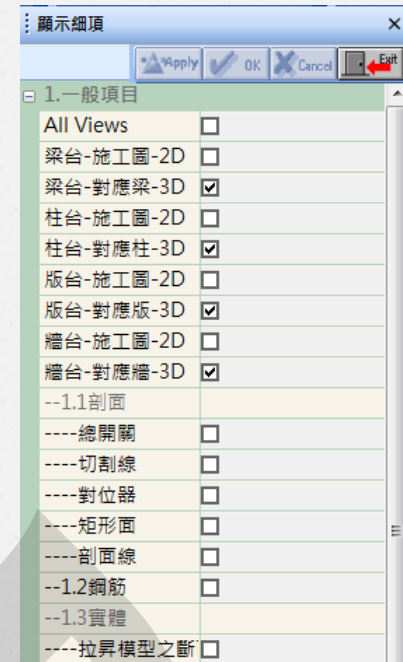 顯示細項
Apply OK Cancel Exit
1.一般項目
All Views
梁台-施工圖-2D
梁台-對應梁-3D
柱台-施工圖-2D
柱台-對應柱-3D
版台-施工圖-2D
版台-對應版-3D
牆台-施工圖-2D
牆台-對應牆-3D
--1.1剖面
----總開關
----切割線
----對位器
----矩形面
----剖面線
--1.2鋼筋
--1.3實體
----拉昇模型之斷